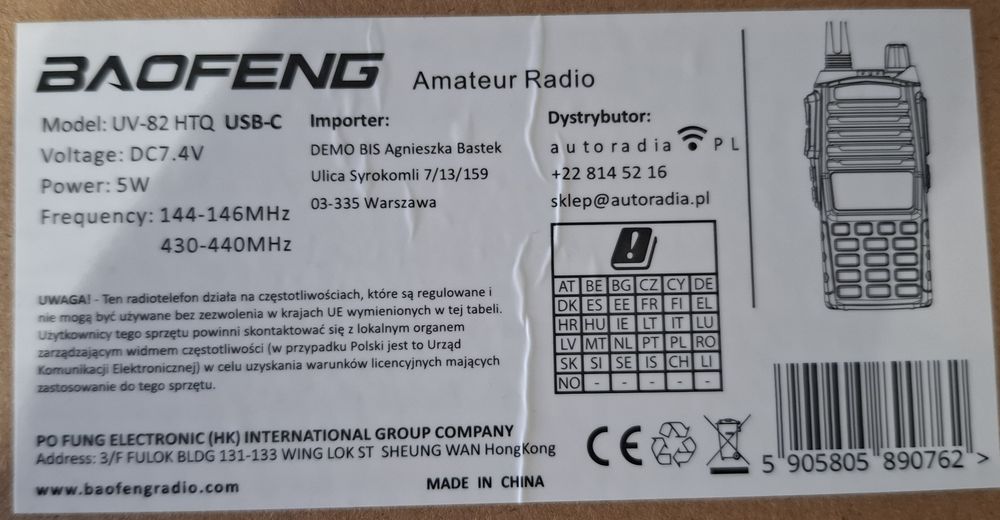 BAOFENG Amateur Radio
Model: UV-82 HTQ USB-C
Voltage: DC7.4V
Power: 5W
Frequency: 144-146MHz
430-440MHz
Importer:
DEMO BIS Agnieszka Bastek
Ulica Syrokomli 7/13/159
03-335 Warszawa
Dystrybutor:
autoradia PL
+22 814 52 16
sklep@autoradia.pl
AT BE BG CZ CY DE
DK ES EE FR FI EL
HR HU IE LT IT LU
LV MT NL PT PL RO
SK SI SE IS CH LI
NO - - - - -
UWAGA! - Ten radiotelefon działa na częstotliwościach, które są regulowane i
nie mogą być używane bez zezwolenia w krajach UE wymienionych w tej tabeli.
Użytkownicy tego sprzętu powinni skontaktować się z lokalnym organem
zarządzającym widmem częstotliwości (w przypadku Polski jest to Urząd
Komunikacji Elektronicznej) w celu uzyskania warunków licencyjnych mających
zastosowanie do tego sprzętu.
PO FUNG ELECTRONIC (HK) INTERNATIONAL GROUP COMPANY
Address: 3/F FULOK BLDG 131-133 WING LOK ST SHEUNG WAN HongKong
www.baofengradio.com
MADE IN CHINA
CE
5 905805 890762 >